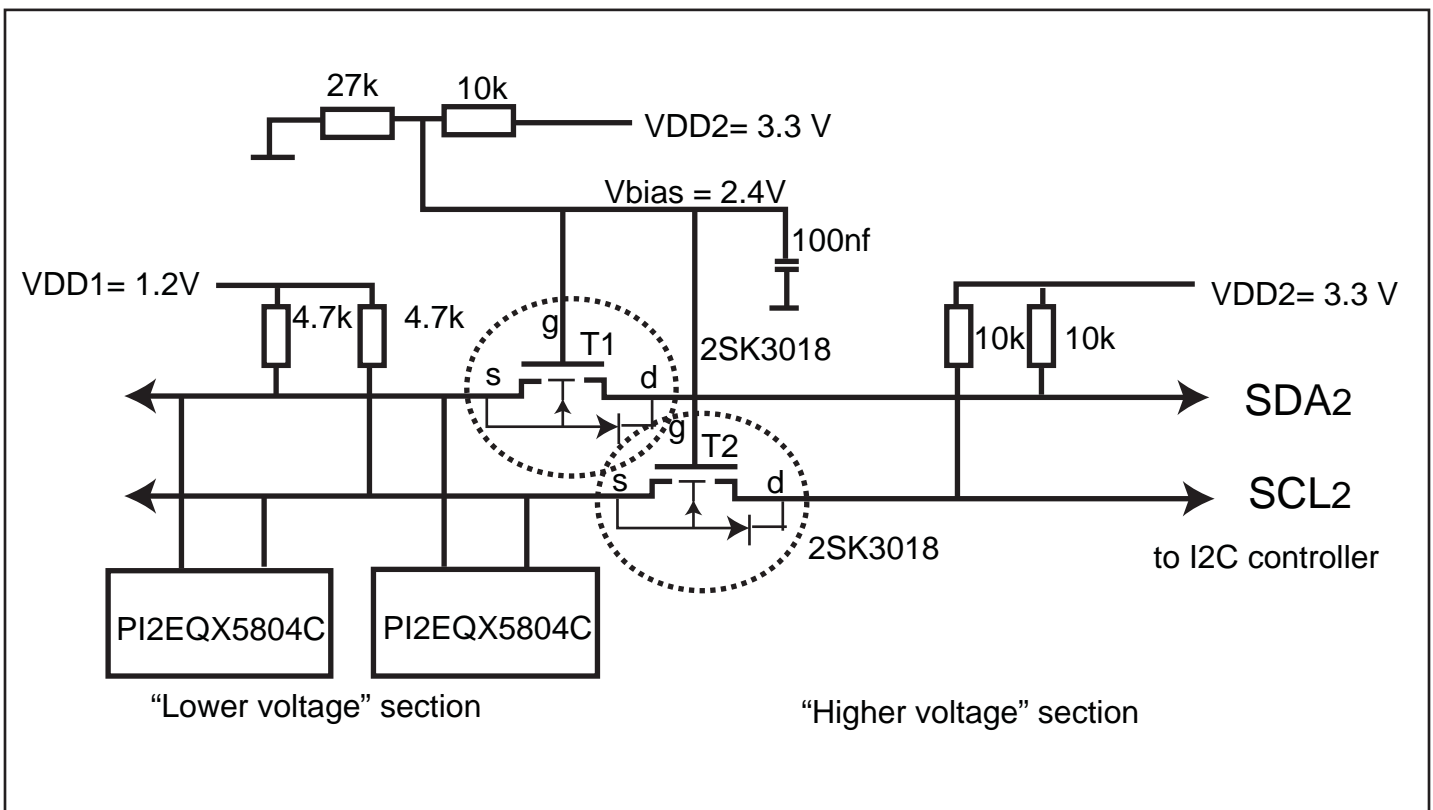 27k
10k
VDD2= 3.3 V
Vbias = 2.4V
100nf
VDD1= 1.2V
4.7k
4.7k
VDD2= 3.3 V
10k
10k
g
T1
2SK3018
s
d
SDA2
g
T2
s
d
SCL2
2SK3018
to I2C controller
PI2EQX5804C
PI2EQX5804C
“Lower voltage” section
“Higher voltage” section